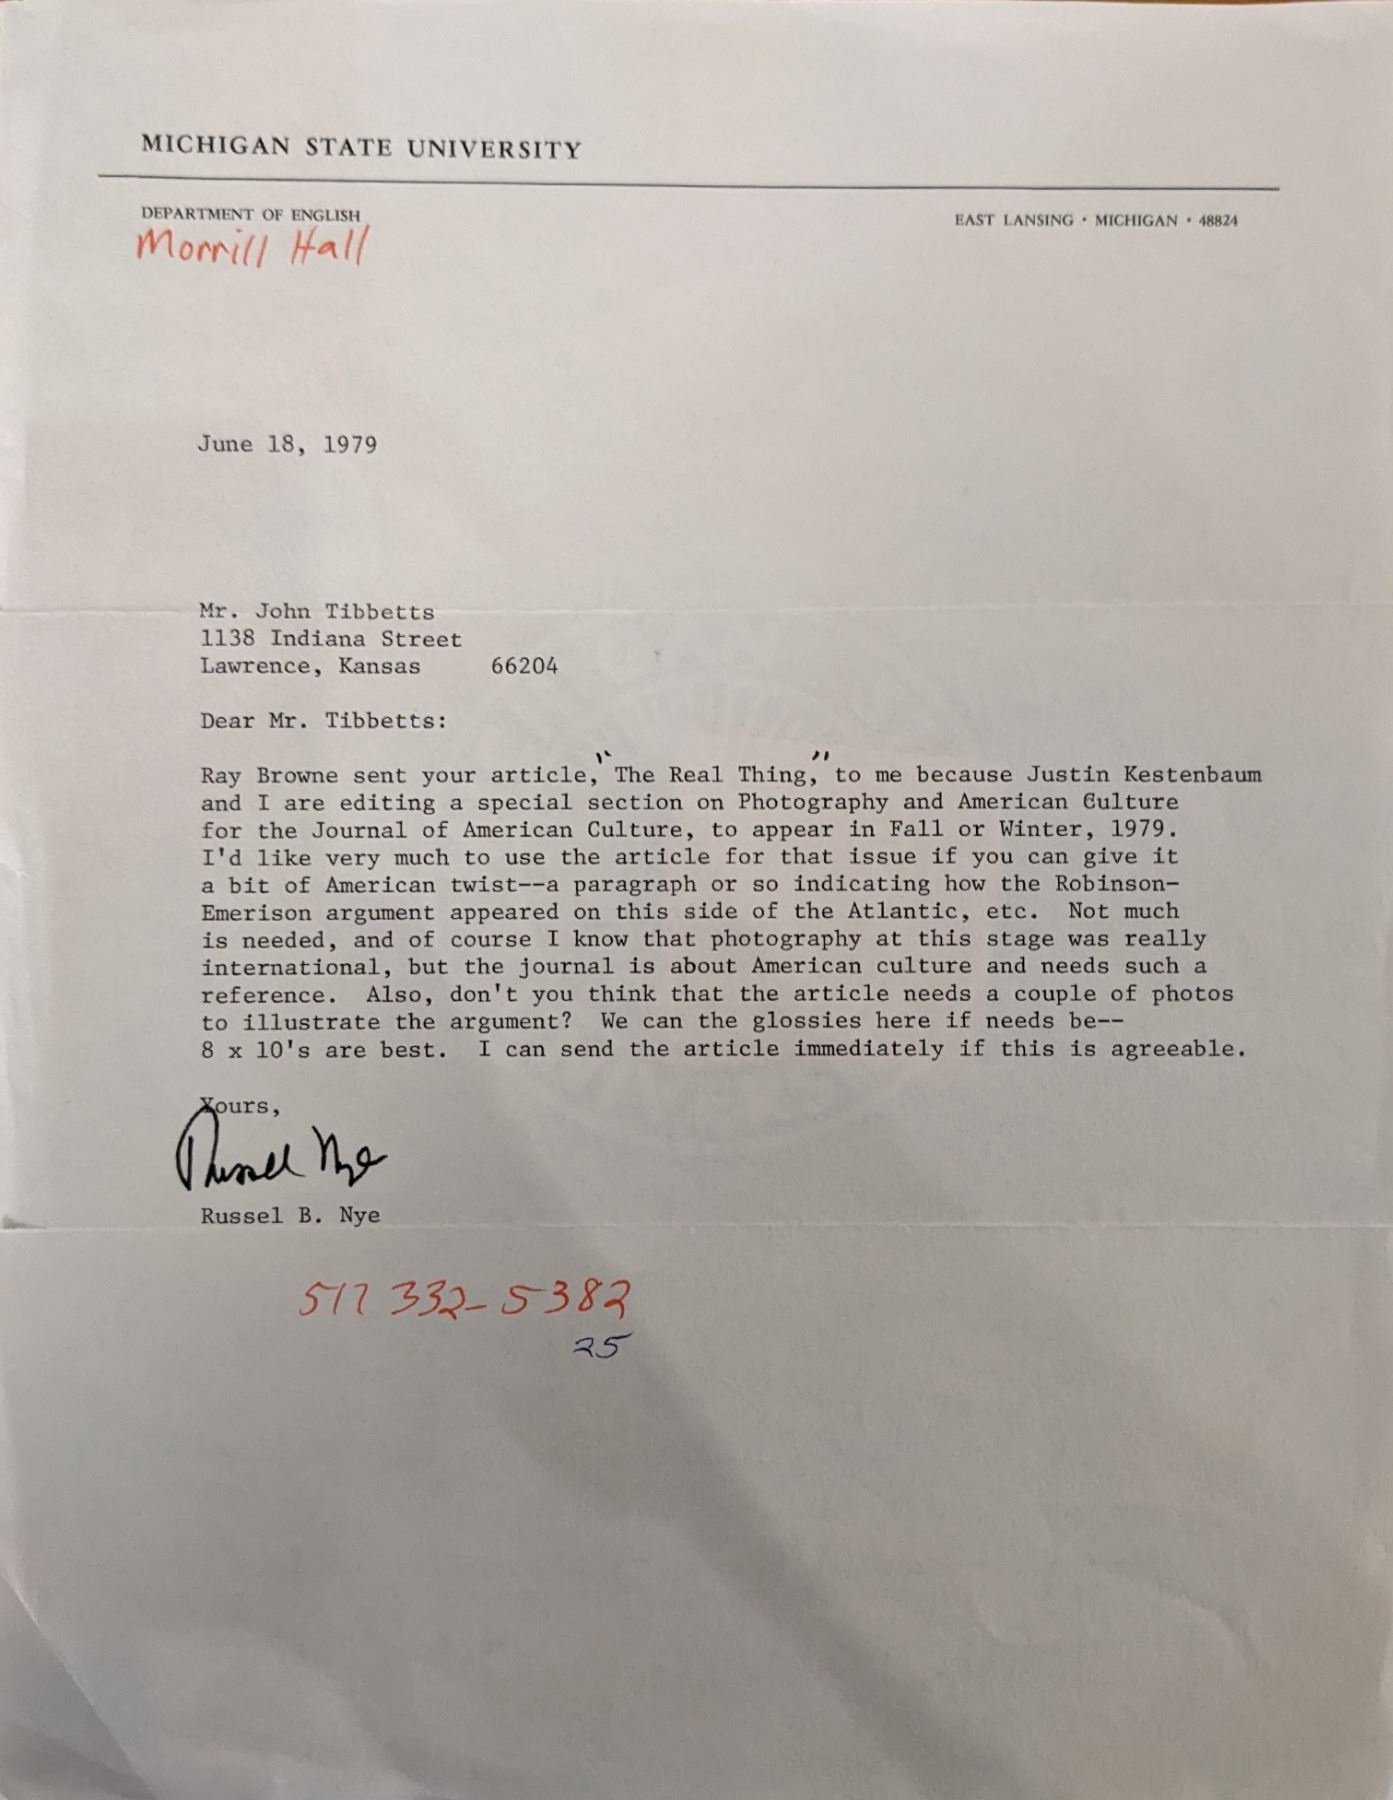 MICHIGAN STATE UNIVERSITY
DEPARTMENT OF ENGLISH
EAST LANSING · MICHIGAN · 48824
Morrill Hall
June 18, 1979
Mr. John Tibbetts
1138 Indiana Street
Lawrence, Kansas 66204
Dear Mr. Tibbetts:
Ray Browne sent your article, "The Real Thing," to me because Justin Kestenbaum
and I are editing a special section on Photography and American Culture
for the Journal of American Culture, to appear in Fall or Winter, 1979.
I'd like very much to use the article for that issue if you can give it
a bit of American twist--a paragraph or so indicating how the Robinson-
Emerison argument appeared on this side of the Atlantic, etc. Not much
is needed, and of course I know that photography at this stage was really
international, but the journal is about American culture and needs such a
reference. Also, don't you think that the article needs a couple of photos
to illustrate the argument? We can the glossies here if needs be--
8 x 10's are best. I can send the article immediately if this is agreeable.
Yours,
Russel Nye
Russel B. Nye
517 332-5382
25